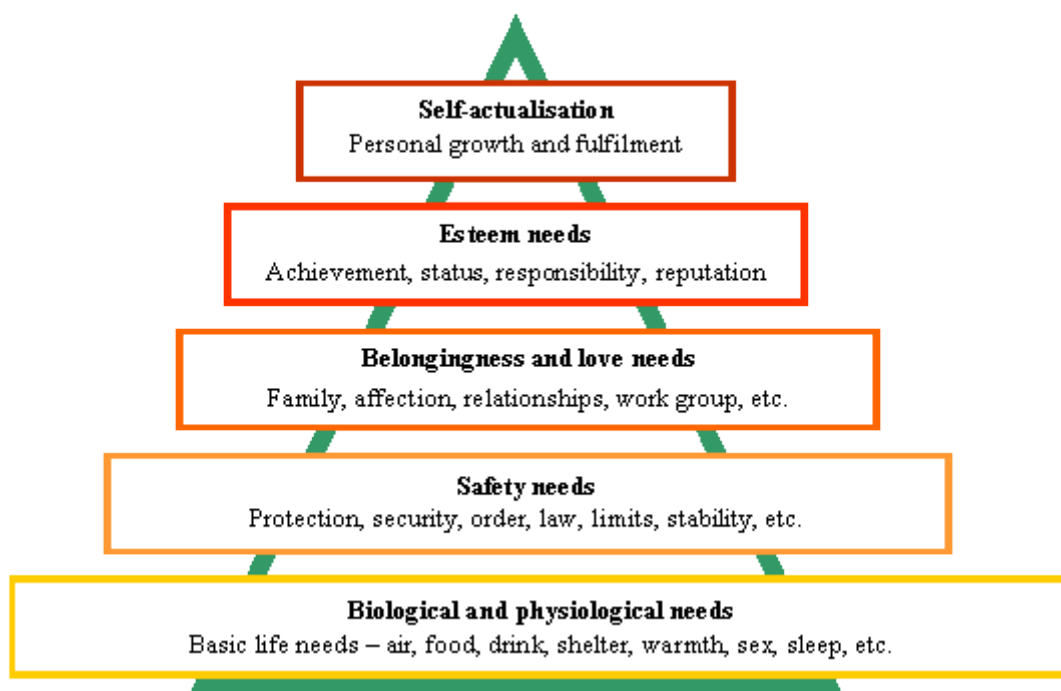 Self-actualisation
Personal growth and fulfilment
Esteem needs
Achievement, status, responsibility, reputation
Belongingness and love needs
Family, affection, relationships, work group, etc.
Safety needs
Protection, security, order, law, limits, stability, etc.
Biological and physiological needs
Basic life needs – air, food, drink, shelter, warmth, sex, sleep, etc.